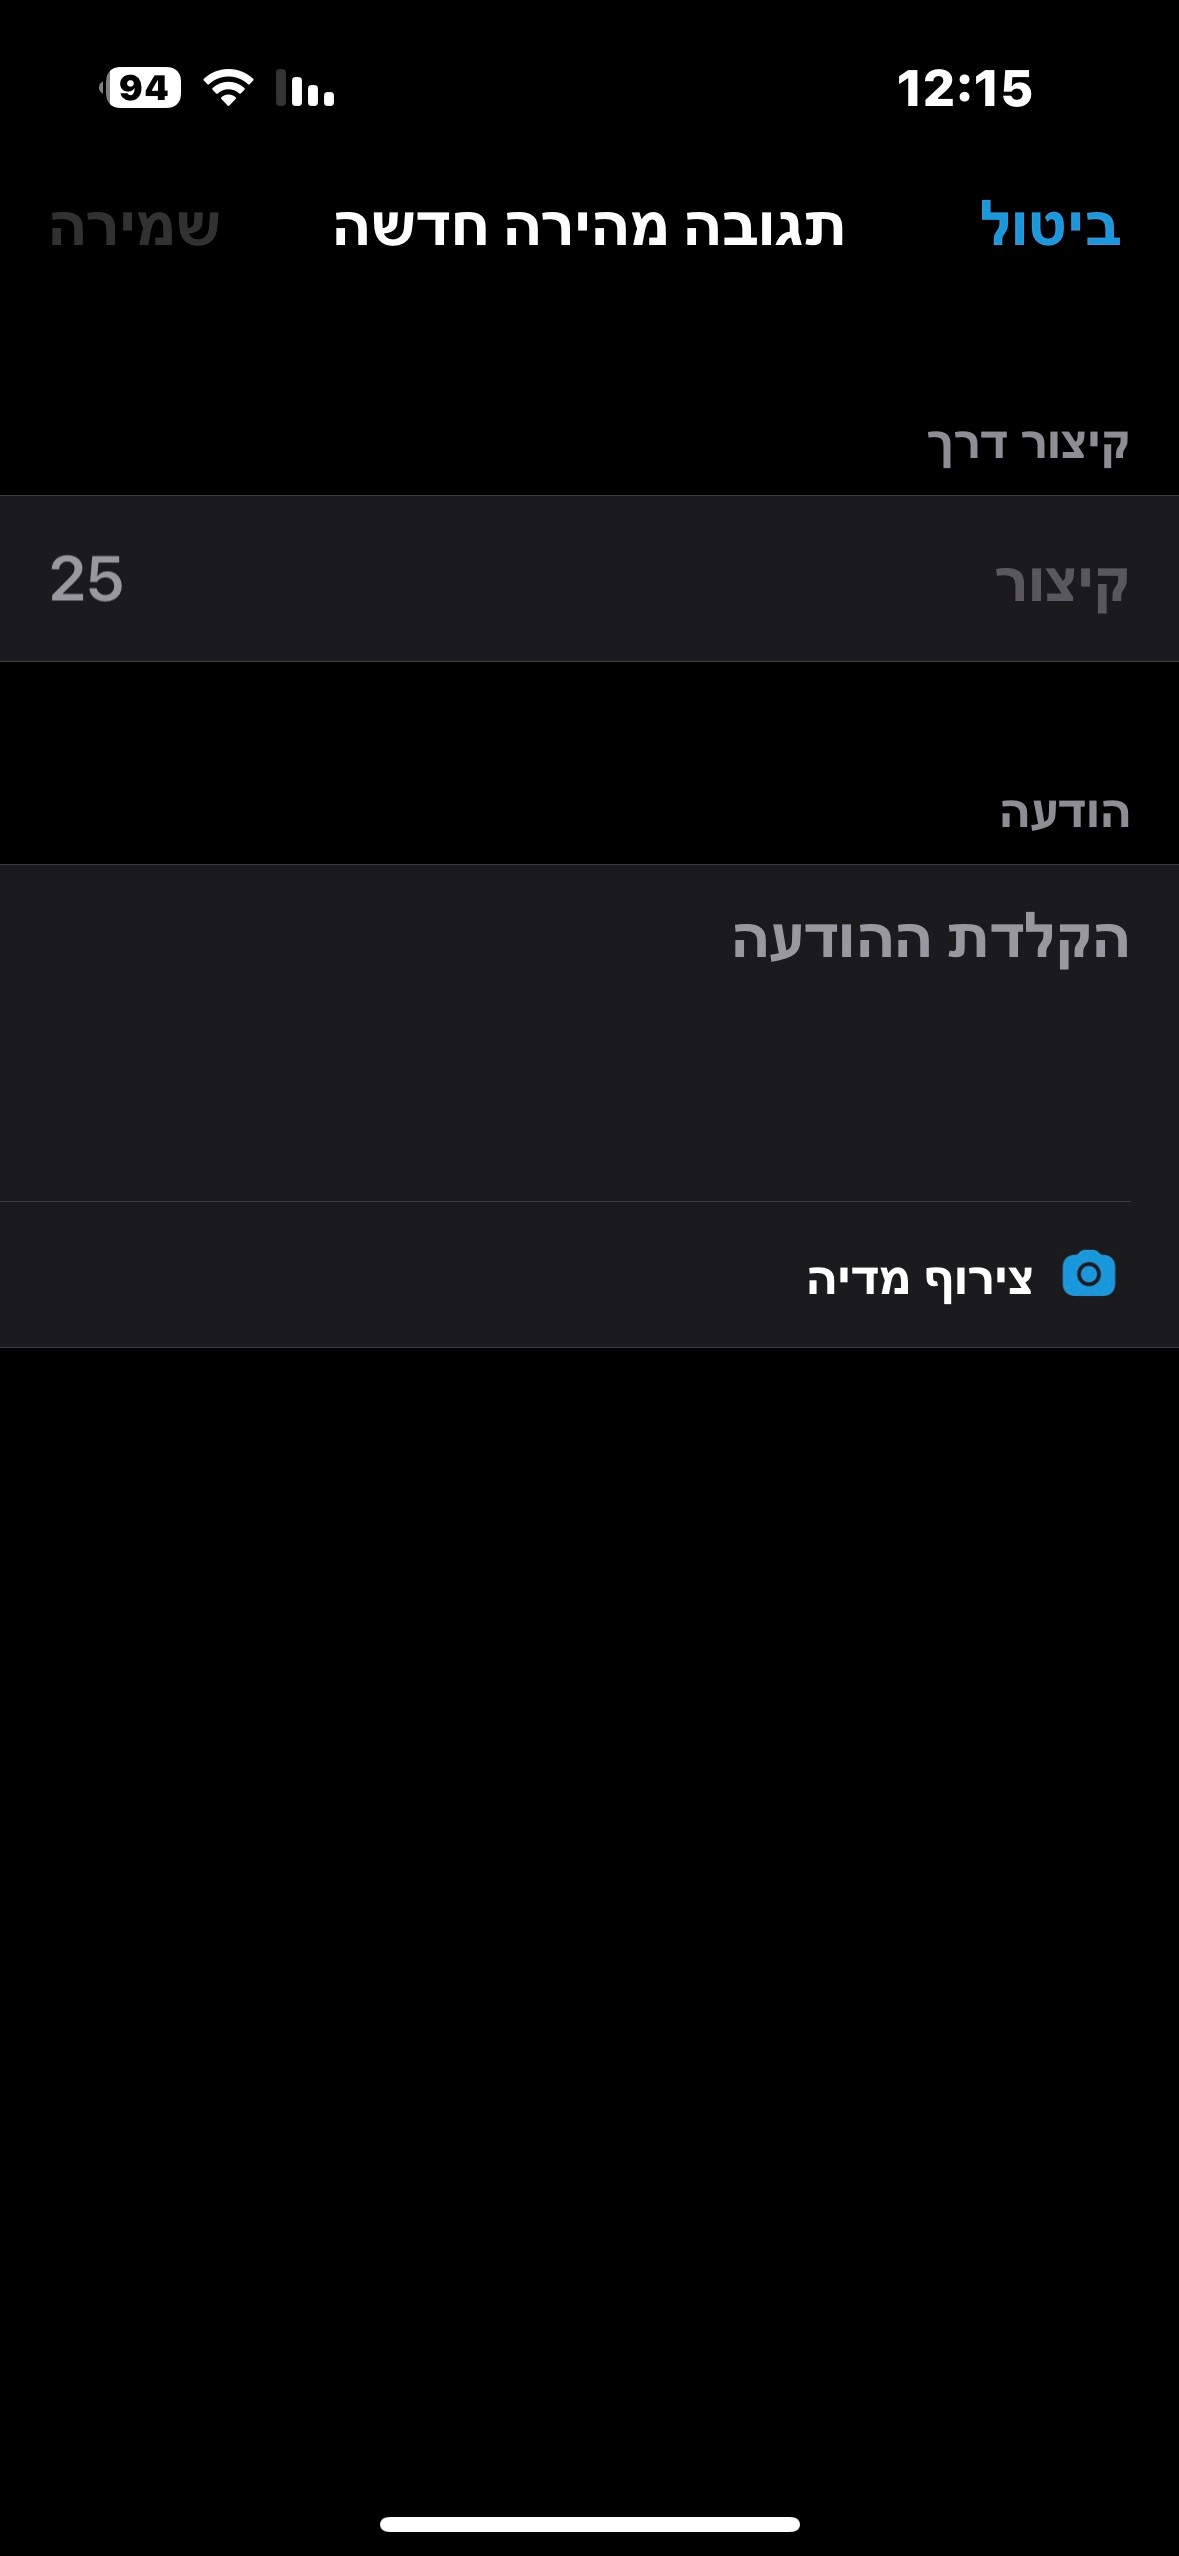 12:15
94
ביטול
תגובה מהירה חדשה
שמירה
קיצור דרך
קיצור
25
הודעה
הקלדת ההודעה
צירוף מדיה